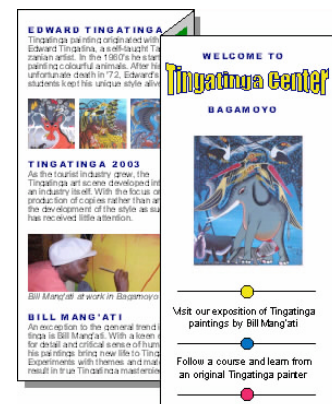 EDWARD TINGATINGA
Tingatinga painting originated with
Edward Tingatina, a self-taught Ta
zanian artist. In the 1960's he start
painting colourful animals. After his
unfortunate death in '72, Edward's
students kept his unique style alive
TINGATINGA 2003
As the tourist industry grew, the
Tingatinga art scene developed int
an industry itself. With the focus on
production of copies rather than ar
the development of the style as su
has received little attention.
Bill Mang'ati at work in Bagamoyo
BILL MANG'ATI
An exception to the general trend i
tinga is Bill Mang'ati. With a keen e
for detail and critical sense of hum
his paintings bring new life to Ting
Experiments with themes and mat
result in true Tingatinga masterpie
WELCOME TO
Tingatinga Center
BAGAMOYO
Visit our exposition of Tingatinga
paintings by Bill Mang'ati
Follow a course and learn from
an original Tingatinga painter